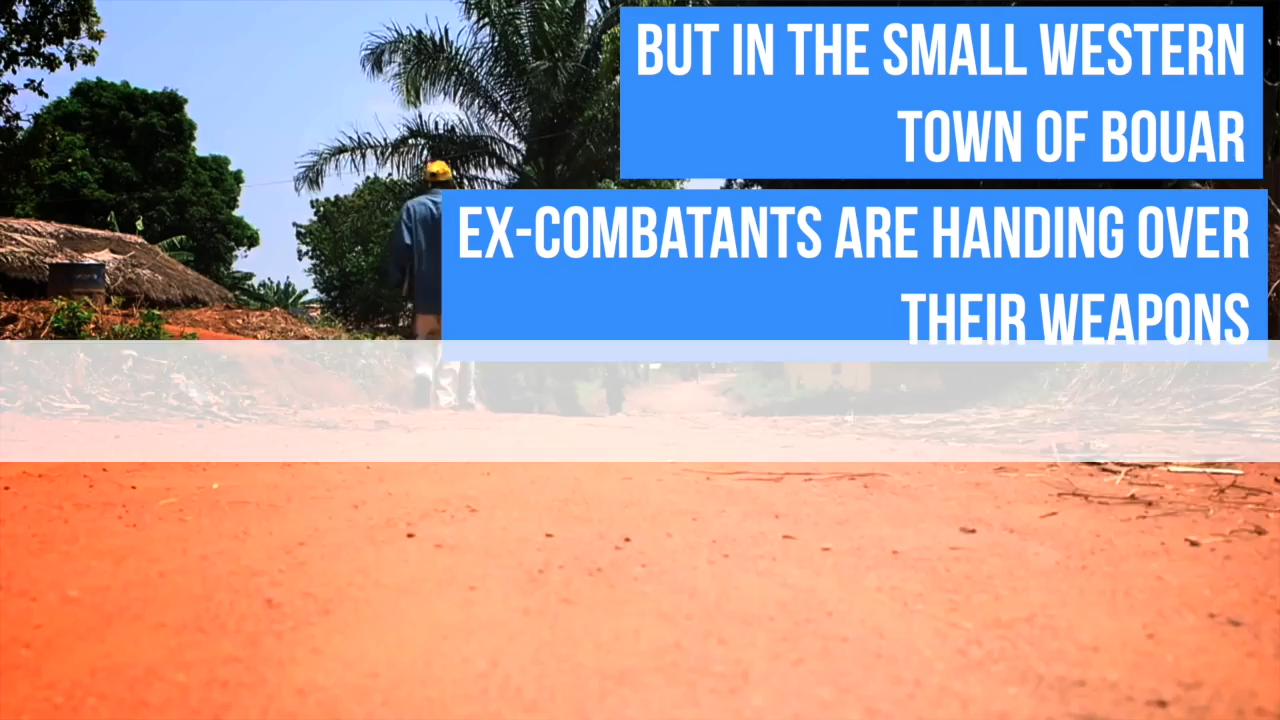 BUT IN THE SMALL WESTERN
TOWN OF BOUAR
EX-COMBATANTS ARE HANDING OVER
THEIR WEAPONS